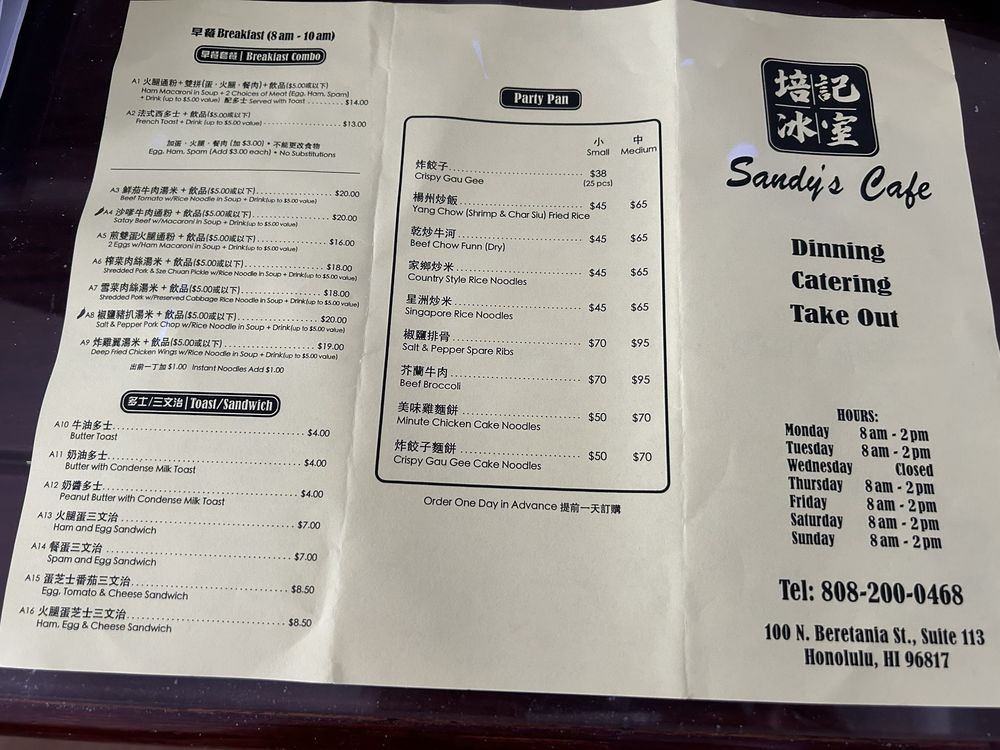 早餐 Breakfast (8 am - 10 am)
早餐套餐 | Breakfast Combo
A1 火腿通粉+雙拼(蛋·火腿·餐肉)+飲品($5.00或以下)
Ham Macaroni in Soup + 2 Choices of Meat (Egg, Ham, Spam)
+ Drink (up to $5.00 value) 配多士 Served with Toast ......... $14.00
A2 法式西多士 + 飲品($5.00或以下)
French Toast + Drink (up to $5.00 value) ......... $13.00
加蛋·火腿·餐肉 (加 $3.00) * 不能更改食物
Egg, Ham, Spam (Add $3.00 each) • No Substitutions
A3 鮮茄牛肉湯米 + 飲品($5.00或以下) ......... $20.00
Beef Tomato w/Rice Noodle in Soup + Drink(up to $5.00 value)
A4 沙嗲牛肉通粉 + 飲品($5.00或以下) ......... $20.00
Satay Beef w/Macaroni in Soup + Drink(up to $5.00 value)
A5 煎雙蛋火腿通粉 + 飲品($5.00或以下) ......... $16.00
2 Eggs w/Ham Macaroni in Soup + Drink(up to $5.00 value)
A6 榨菜肉絲湯米 + 飲品($5.00或以下) ......... $18.00
Shredded Pork & Sze Chuan Pickle w/Rice Noodle in Soup + Drink(up to $5.00 value)
A7 雪菜肉絲湯米 + 飲品($5.00或以下) ......... $18.00
Shredded Pork w/Preserved Cabbage Rice Noodle in Soup + Drink(up to $5.00 value)
A8 椒鹽豬扒湯米 + 飲品($5.00或以下) ......... $20.00
Salt & Pepper Pork Chop w/Rice Noodle in Soup + Drink(up to $5.00 value)
A9 炸雞翼湯米 + 飲品($5.00或以下) ......... $19.00
Deep Fried Chicken Wings w/Rice Noodle in Soup + Drink(up to $5.00 value)
出前一丁加 $1.00 Instant Noodles Add $1.00
多士/三文治 | Toast/Sandwich
A10 牛油多士 ......... $4.00
Butter Toast
A11 奶油多士 ......... $4.00
Butter with Condense Milk Toast
A12 奶醬多士 ......... $4.00
Peanut Butter with Condense Milk Toast
A13 火腿蛋三文治 ......... $7.00
Ham and Egg Sandwich
A14 餐蛋三文治 ......... $7.00
Spam and Egg Sandwich
A15 蛋芝士番茄三文治 ......... $8.50
Egg, Tomato & Cheese Sandwich
A16 火腿蛋芝士三文治 ......... $8.50
Ham, Egg & Cheese Sandwich
Party Pan
小 中
Small Medium
炸餃子 ......... $38
Crispy Gau Gee (25 pcs)
楊州炒飯 ......... $45 $65
Yang Chow (Shrimp & Char Siu) Fried Rice
乾炒牛河 ......... $45 $65
Beef Chow Funn (Dry)
家鄉炒米 ......... $45 $65
Country Style Rice Noodles
星洲炒米 ......... $45 $65
Singapore Rice Noodles
椒鹽排骨 ......... $70 $95
Salt & Pepper Spare Ribs
芥蘭牛肉 ......... $70 $95
Beef Broccoli
美味雞麵餅 ......... $50 $70
Minute Chicken Cake Noodles
炸餃子麵餅 ......... $50 $70
Crispy Gau Gee Cake Noodles
Order One Day in Advance 提前一天訂購
培記
冰室
Sandy's Cafe
Dinning
Catering
Take Out
HOURS:
Monday 8 am - 2 pm
Tuesday 8 am - 2 pm
Wednesday Closed
Thursday 8 am - 2 pm
Friday 8 am - 2 pm
Saturday 8 am - 2 pm
Sunday 8 am - 2 pm
Tel: 808-200-0468
100 N. Beretania St., Suite 113
Honolulu, HI 96817